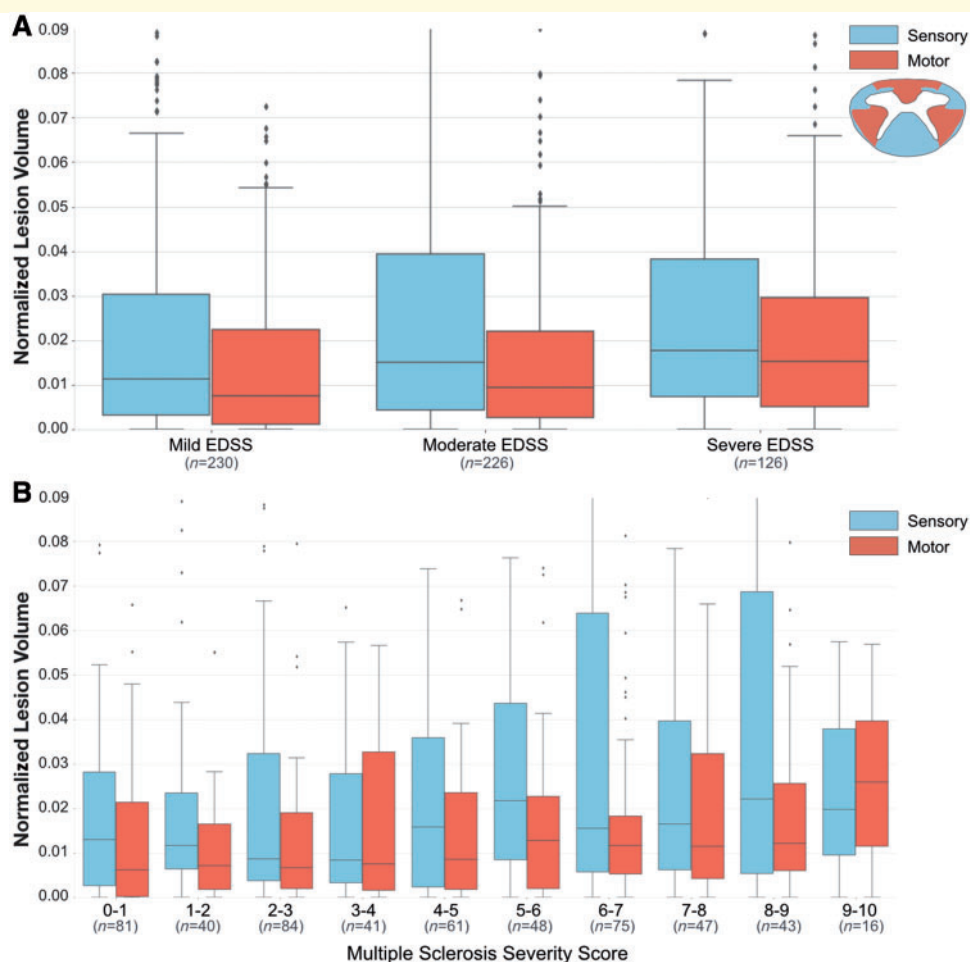 A
Sensory
Motor
Normalized Lesion Volume
0.09
0.08
0.07
0.06
0.05
0.04
0.03
0.02
0.01
0.00
Mild EDSS Moderate EDSS Severe EDSS
(n=230) (n=226) (n=126)
B
Sensory
Motor
Normalized Lesion Volume
0.09
0.08
0.07
0.06
0.05
0.04
0.03
0.02
0.01
0.00
0-1 1-2 2-3 3-4 4-5 5-6 6-7 7-8 8-9 9-10
(n=81) (n=40) (n=84) (n=41) (n=61) (n=48) (n=75) (n=47) (n=43) (n=16)
Multiple Sclerosis Severity Score